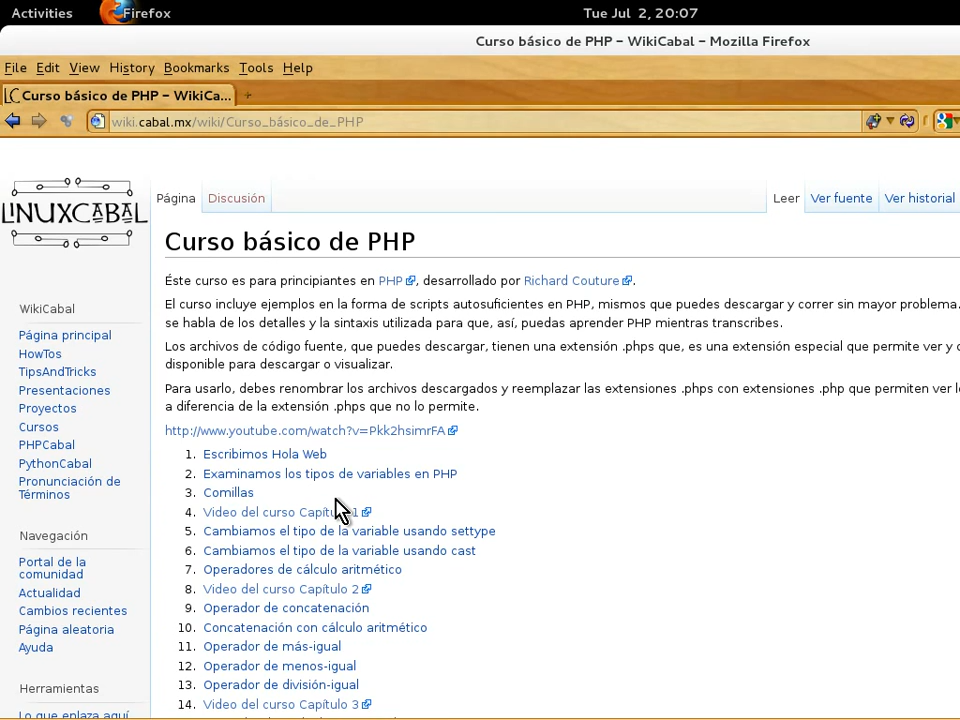 Activities Firefox Tue Jul 2, 20:07
Curso básico de PHP – WikiCabal – Mozilla Firefox
File Edit View History Bookmarks Tools Help
Curso básico de PHP – WikiCa... +
wiki.cabal.mx/wiki/Curso_básico_de_PHP
LINUXCABAL
Página Discusión Leer Ver fuente Ver historial
Curso básico de PHP
Éste curso es para principiantes en PHP, desarrollado por Richard Couture.
El curso incluye ejemplos en la forma de scripts autosuficientes en PHP, mismos que puedes descargar y correr sin mayor problema.
se habla de los detalles y la sintaxis utilizada para que, así, puedas aprender PHP mientras transcribes.
Los archivos de código fuente, que puedes descargar, tienen una extensión .phps que, es una extensión especial que permite ver y
disponible para descargar o visualizar.
Para usarlo, debes renombrar los archivos descargados y reemplazar las extensiones .phps con extensiones .php que permiten ver
a diferencia de la extensión .phps que no lo permite.
http://www.youtube.com/watch?v=Pkk2hsimrFA
1. Escribimos Hola Web
2. Examinamos los tipos de variables en PHP
3. Comillas
4. Video del curso Capítulo 1
5. Cambiamos el tipo de la variable usando settype
6. Cambiamos el tipo de la variable usando cast
7. Operadores de cálculo aritmético
8. Video del curso Capítulo 2
9. Operador de concatenación
10. Concatenación con cálculo aritmético
11. Operador de más-igual
12. Operador de menos-igual
13. Operador de división-igual
14. Video del curso Capítulo 3
WikiCabal
Página principal
HowTos
TipsAndTricks
Presentaciones
Proyectos
Cursos
PHPCabal
PythonCabal
Pronunciación de
Términos
Navegación
Portal de la
comunidad
Actualidad
Cambios recientes
Página aleatoria
Ayuda
Herramientas
Lo que enlaza aquí